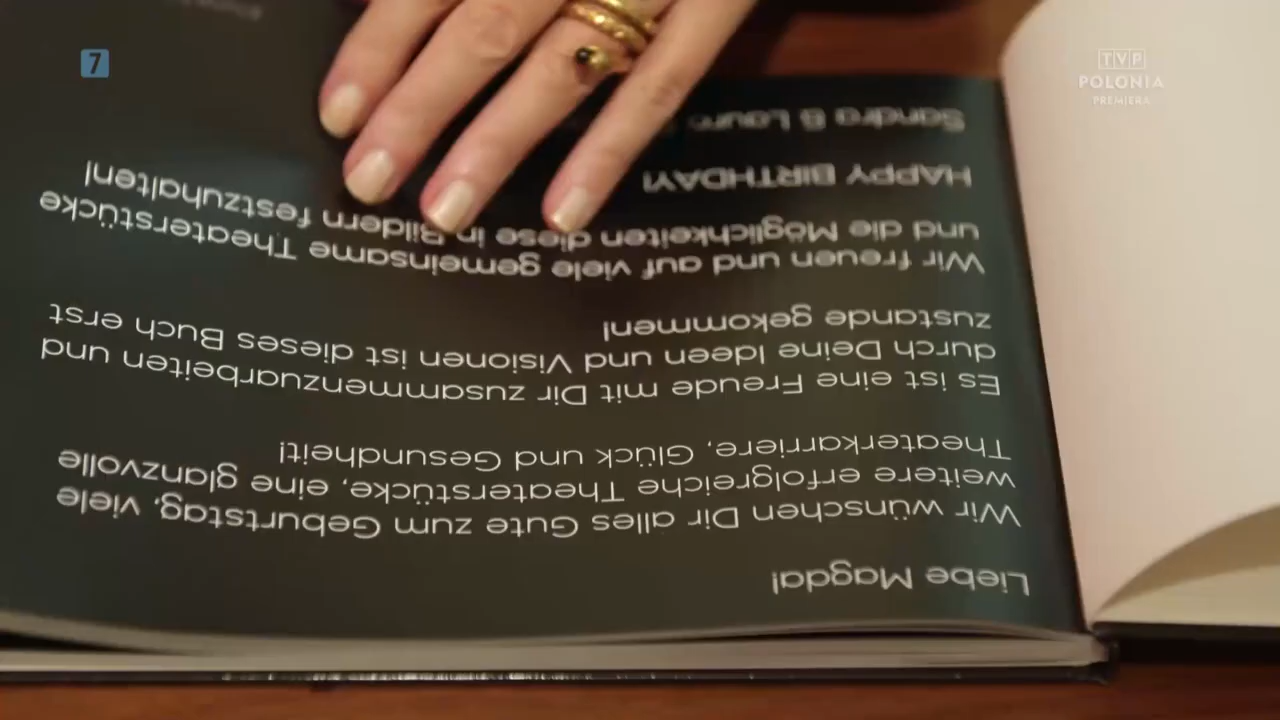 7
TVP
POLONIA
PREMIERA
Liebe Magda!
Wir wünschen Dir alles Gute zum Geburtstag, viele
weitere erfolgreiche Theaterstücke, eine glanzvolle
Theaterkarriere, Glück und Gesundheit!
Es ist eine Freude mit Dir zusammenzuarbeiten und
durch Deine Ideen und Visionen ist dieses Buch erst
zustande gekommen!
Wir freuen und auf viele gemeinsame Theaterstücke
und die Möglichkeiten diese in Bildern festzuhalten!
HAPPY BIRTHDAY!
Sandra & Lauro